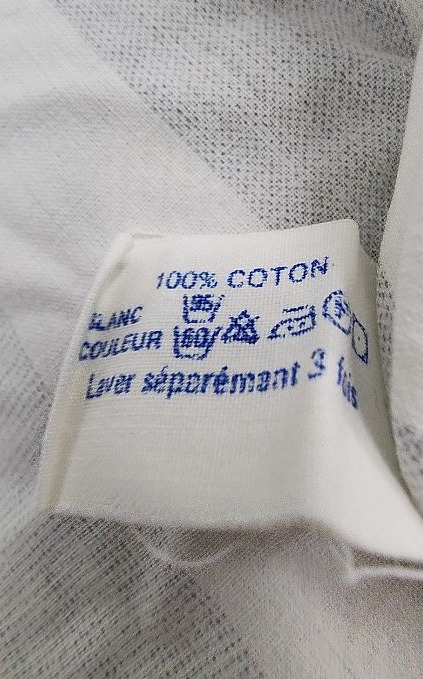 100% COTON
BLANC 95
COULEUR 60
Laver séparément 3 fois